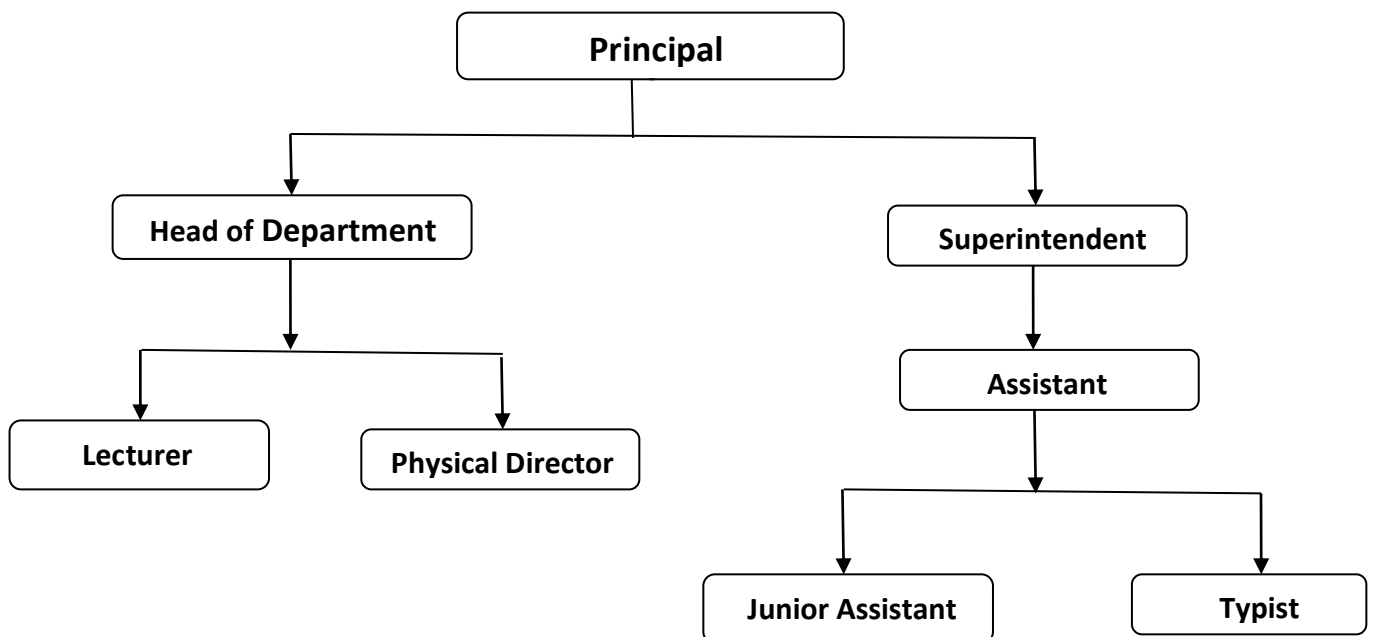 Principal
Head of Department
Superintendent
Assistant
Lecturer
Physical Director
Junior Assistant
Typist